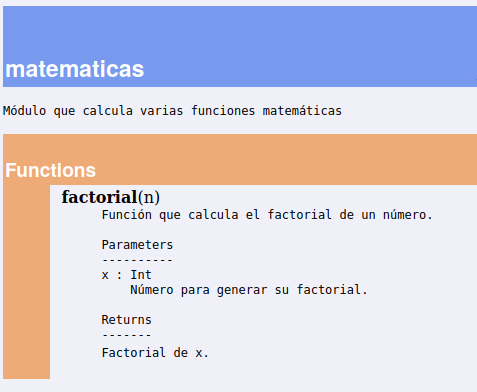 matematicas
Módulo que calcula varias funciones matemáticas
Functions
factorial(n)
Función que calcula el factorial de un número.
Parameters
----------
x : Int
Número para generar su factorial.
Returns
-------
Factorial de x.